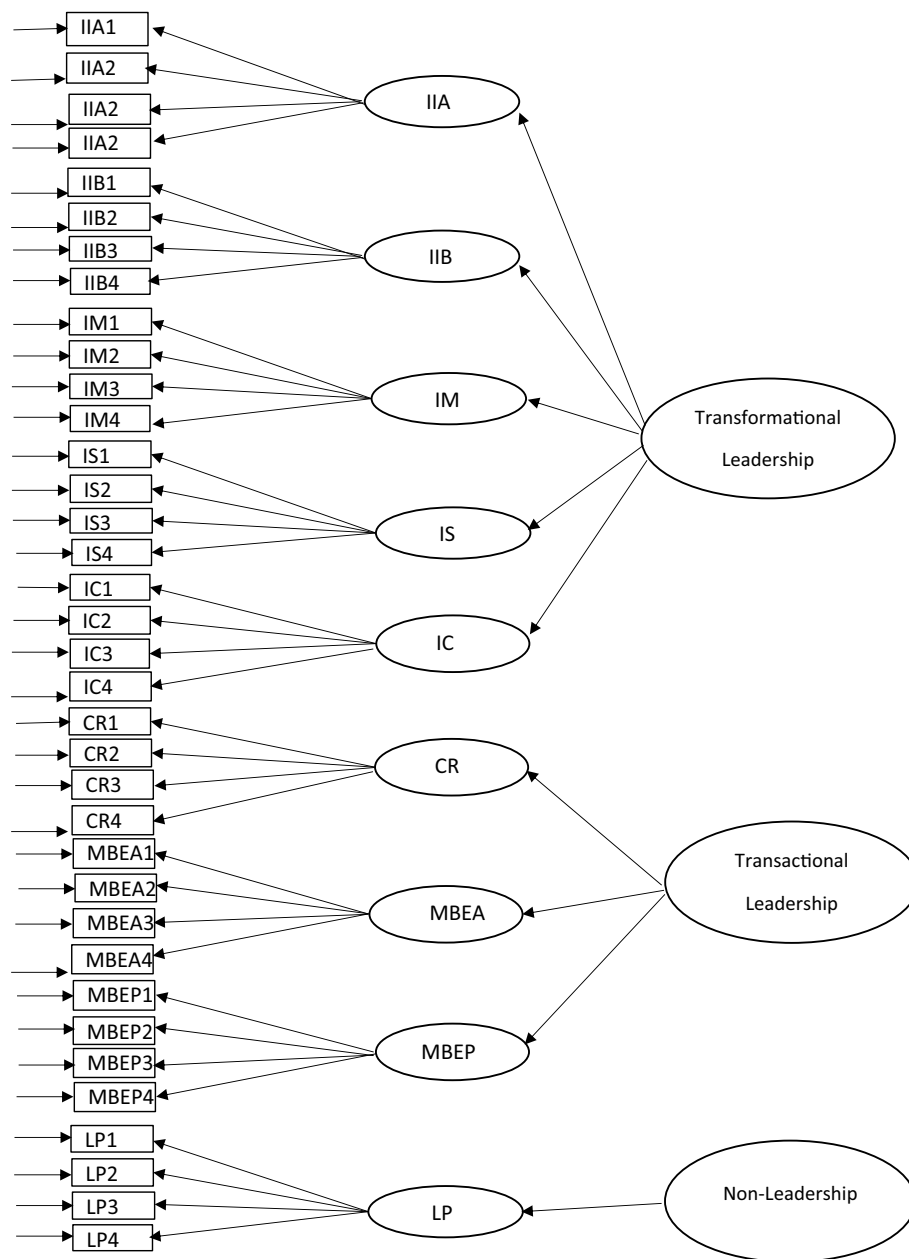 IIA1
IIA2
IIA2
IIA2
IIA
IIB1
IIB2
IIB3
IIB4
IIB
IM1
IM2
IM3
IM4
IM
IS1
IS2
IS3
IS4
IS
IC1
IC2
IC3
IC4
IC
Transformational
Leadership
CR1
CR2
CR3
CR4
CR
MBEA1
MBEA2
MBEA3
MBEA4
MBEA
MBEP1
MBEP2
MBEP3
MBEP4
MBEP
Transactional
Leadership
LP1
LP2
LP3
LP4
LP
Non-Leadership